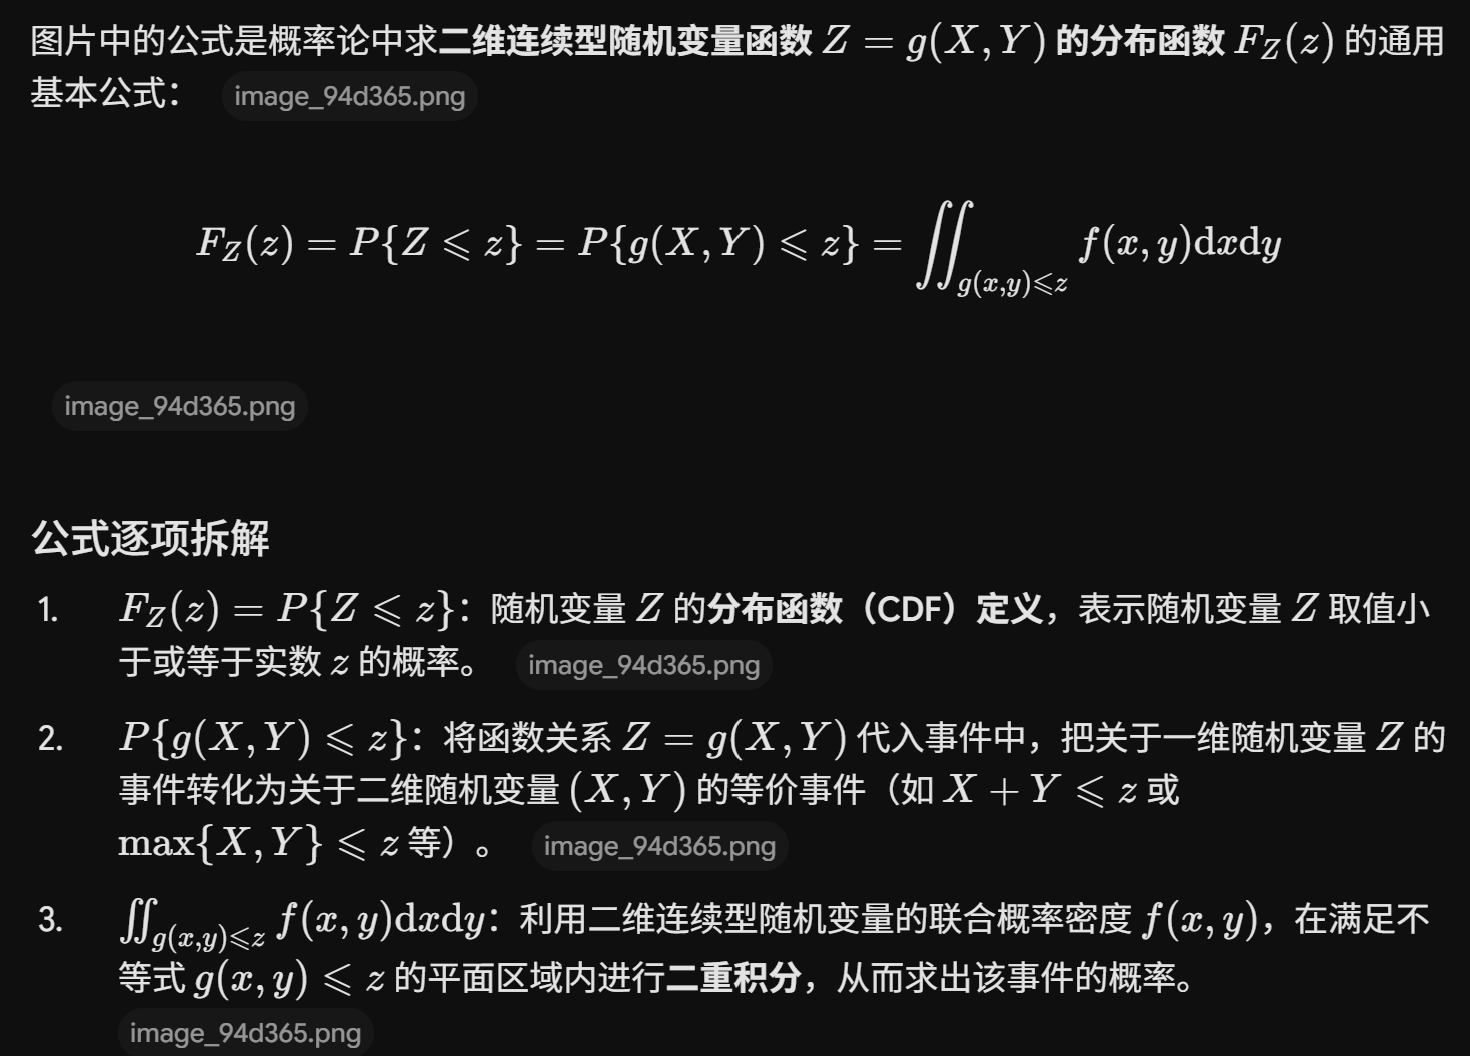 图片中的公式是概率论中求二维连续型随机变量函数 Z = g(X, Y) 的分布函数 F_Z(z) 的通用
基本公式： image_94d365.png
F_Z(z) = P{Z ⩽ z} = P{g(X, Y) ⩽ z} = ∬_{g(x,y)⩽z} f(x, y)dxdy
image_94d365.png
公式逐项拆解
1. F_Z(z) = P{Z ⩽ z}：随机变量 Z 的分布函数（CDF）定义，表示随机变量 Z 取值小
于或等于实数 z 的概率。 image_94d365.png
2. P{g(X, Y) ⩽ z}：将函数关系 Z = g(X, Y) 代入事件中，把关于一维随机变量 Z 的
事件转化为关于二维随机变量 (X, Y) 的等价事件（如 X + Y ⩽ z 或
max{X, Y} ⩽ z 等）。 image_94d365.png
3. ∬_{g(x,y)⩽z} f(x, y)dxdy：利用二维连续型随机变量的联合概率密度 f(x, y)，在满足不
等式 g(x, y) ⩽ z 的平面区域内进行二重积分，从而求出该事件的概率。
image_94d365.png